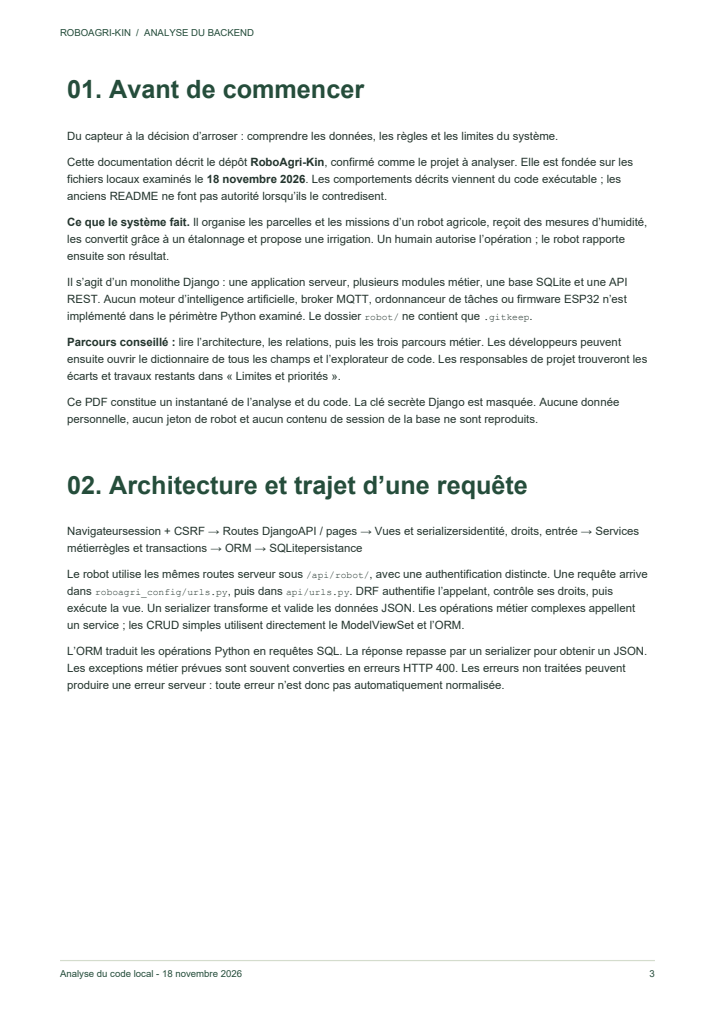 ROBOAGRI-KIN / ANALYSE DU BACKEND
01. Avant de commencer
Du capteur à la décision d’arroser : comprendre les données, les règles et les limites du système.
Cette documentation décrit le dépôt RoboAgri-Kin, confirmé comme le projet à analyser. Elle est fondée sur les
fichiers locaux examinés le 18 novembre 2026. Les comportements décrits viennent du code exécutable ; les
anciens README ne font pas autorité lorsqu’ils le contredisent.
Ce que le système fait. Il organise les parcelles et les missions d’un robot agricole, reçoit des mesures d’humidité,
les convertit grâce à un étalonnage et propose une irrigation. Un humain autorise l’opération ; le robot rapporte
ensuite son résultat.
Il s’agit d’un monolithe Django : une application serveur, plusieurs modules métier, une base SQLite et une API
REST. Aucun moteur d’intelligence artificielle, broker MQTT, ordonnanceur de tâches ou firmware ESP32 n’est
implémenté dans le périmètre Python examiné. Le dossier robot/ ne contient que .gitkeep.
Parcours conseillé : lire l’architecture, les relations, puis les trois parcours métier. Les développeurs peuvent
ensuite ouvrir le dictionnaire de tous les champs et l’explorateur de code. Les responsables de projet trouveront les
écarts et travaux restants dans « Limites et priorités ».
Ce PDF constitue un instantané de l’analyse et du code. La clé secrète Django est masquée. Aucune donnée
personnelle, aucun jeton de robot et aucun contenu de session de la base ne sont reproduits.
02. Architecture et trajet d’une requête
Navigateursession + CSRF → Routes DjangoAPI / pages → Vues et serializersidentité, droits, entrée → Services
métierrègles et transactions → ORM → SQLitepersistance
Le robot utilise les mêmes routes serveur sous /api/robot/, avec une authentification distincte. Une requête arrive
dans roboagri_config/urls.py, puis dans api/urls.py. DRF authentifie l’appelant, contrôle ses droits, puis
exécute la vue. Un serializer transforme et valide les données JSON. Les opérations métier complexes appellent
un service ; les CRUD simples utilisent directement le ModelViewSet et l’ORM.
L’ORM traduit les opérations Python en requêtes SQL. La réponse repasse par un serializer pour obtenir un JSON.
Les exceptions métier prévues sont souvent converties en erreurs HTTP 400. Les erreurs non traitées peuvent
produire une erreur serveur : toute erreur n’est donc pas automatiquement normalisée.
Analyse du code local - 18 novembre 2026
3